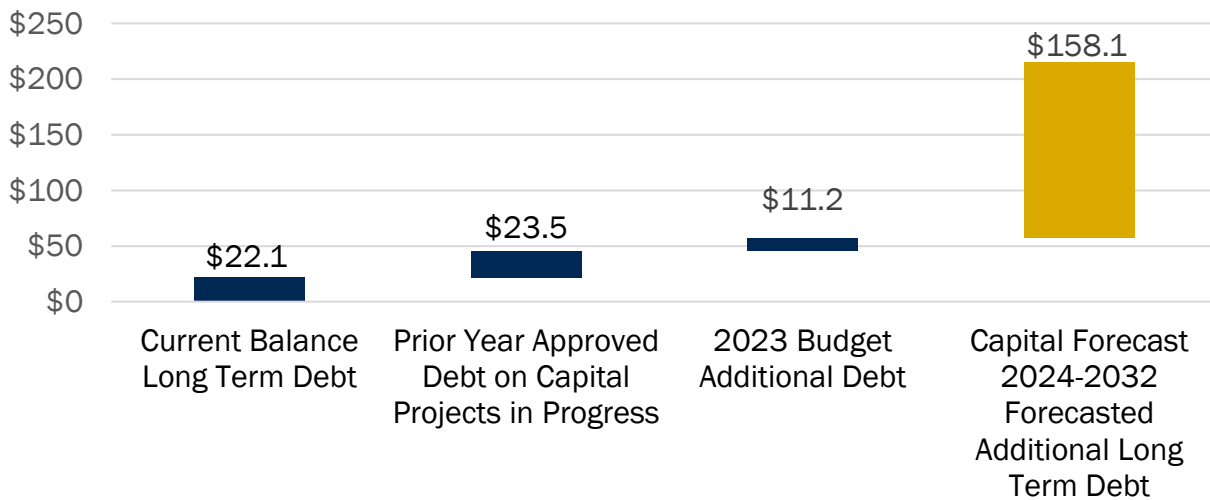 $250
$200
$150
$100
$50
$0
$22.1
$23.5
$11.2
$158.1
Current Balance
Long Term Debt
Prior Year Approved
Debt on Capital
Projects in Progress
2023 Budget
Additional Debt
Capital Forecast
2024-2032
Forecasted
Additional Long
Term Debt